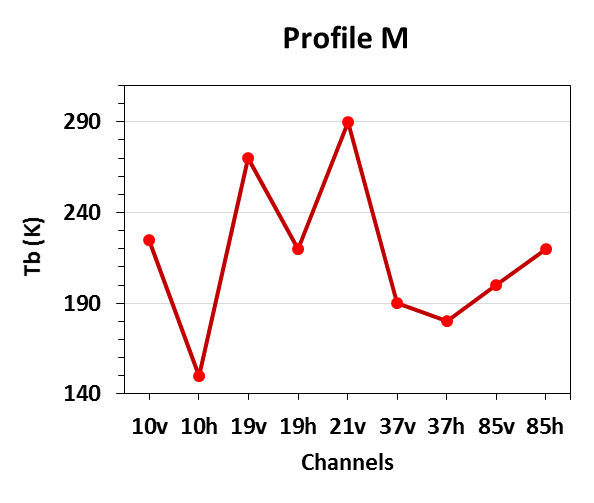 Profile M
290
240
190
140
Tb (K)
10v 10h 19v 19h 21v 37v 37h 85v 85h
Channels